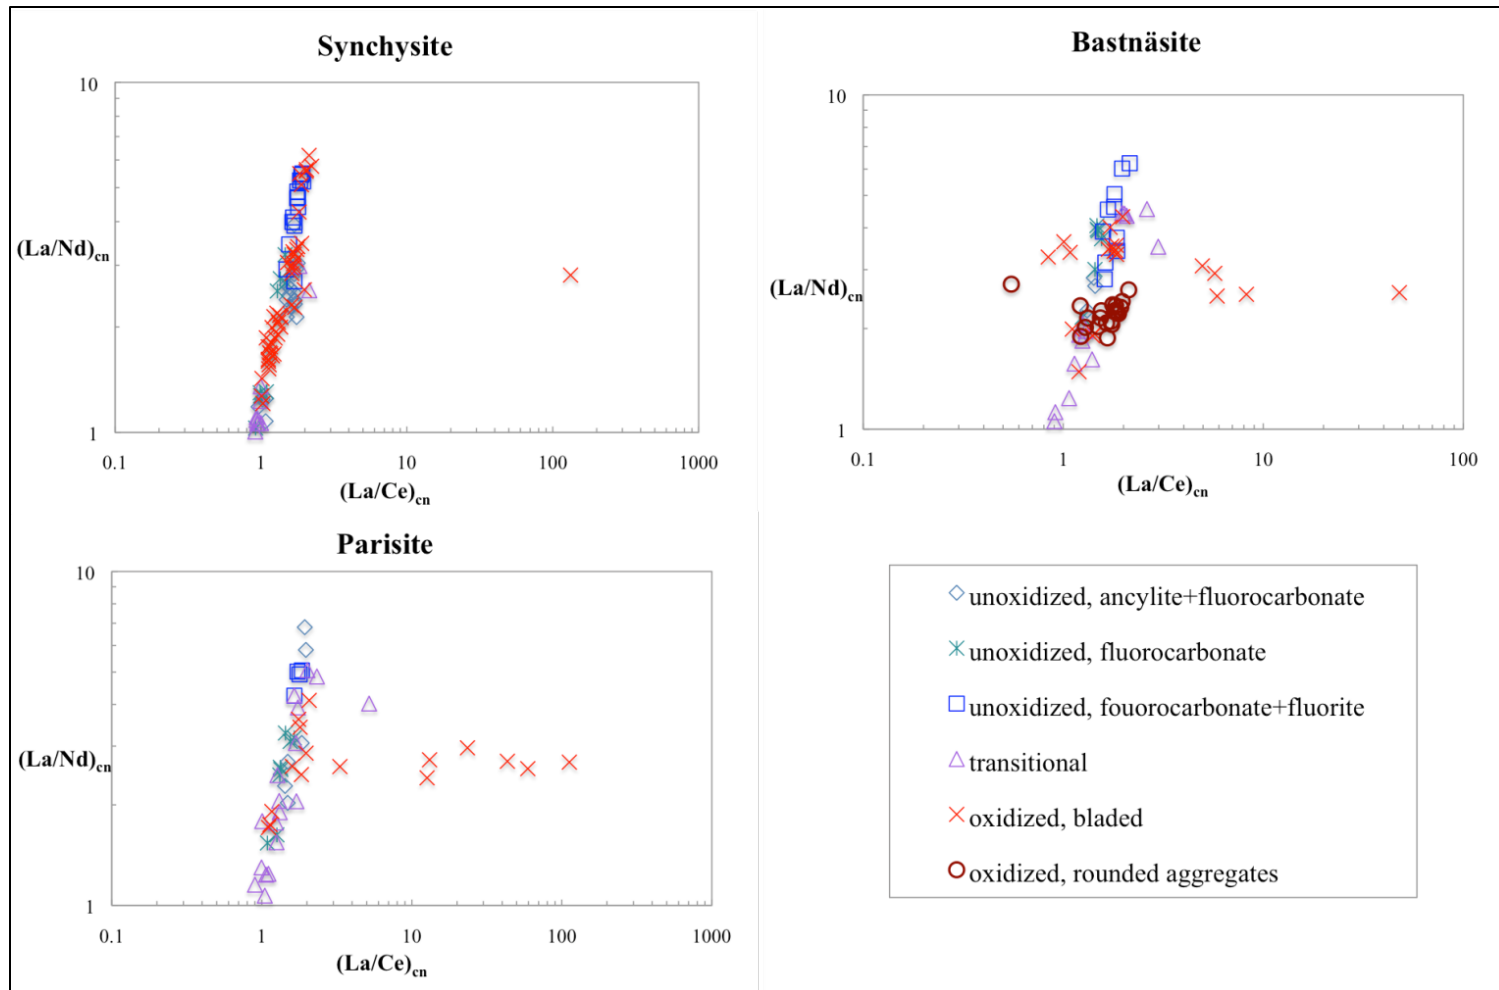 Synchysite
10
(La/Nd)cn
1
0.1 1 10 100 1000
(La/Ce)cn
Bastnäsite
10
(La/Nd)cn
1
0.1 1 10 100
(La/Ce)cn
Parisite
10
(La/Nd)cn
1
0.1 1 10 100 1000
(La/Ce)cn
unoxidized, ancylite+fluorocarbonate
unoxidized, fluorocarbonate
unoxidized, fouorocarbonate+fluorite
transitional
oxidized, bladed
oxidized, rounded aggregates